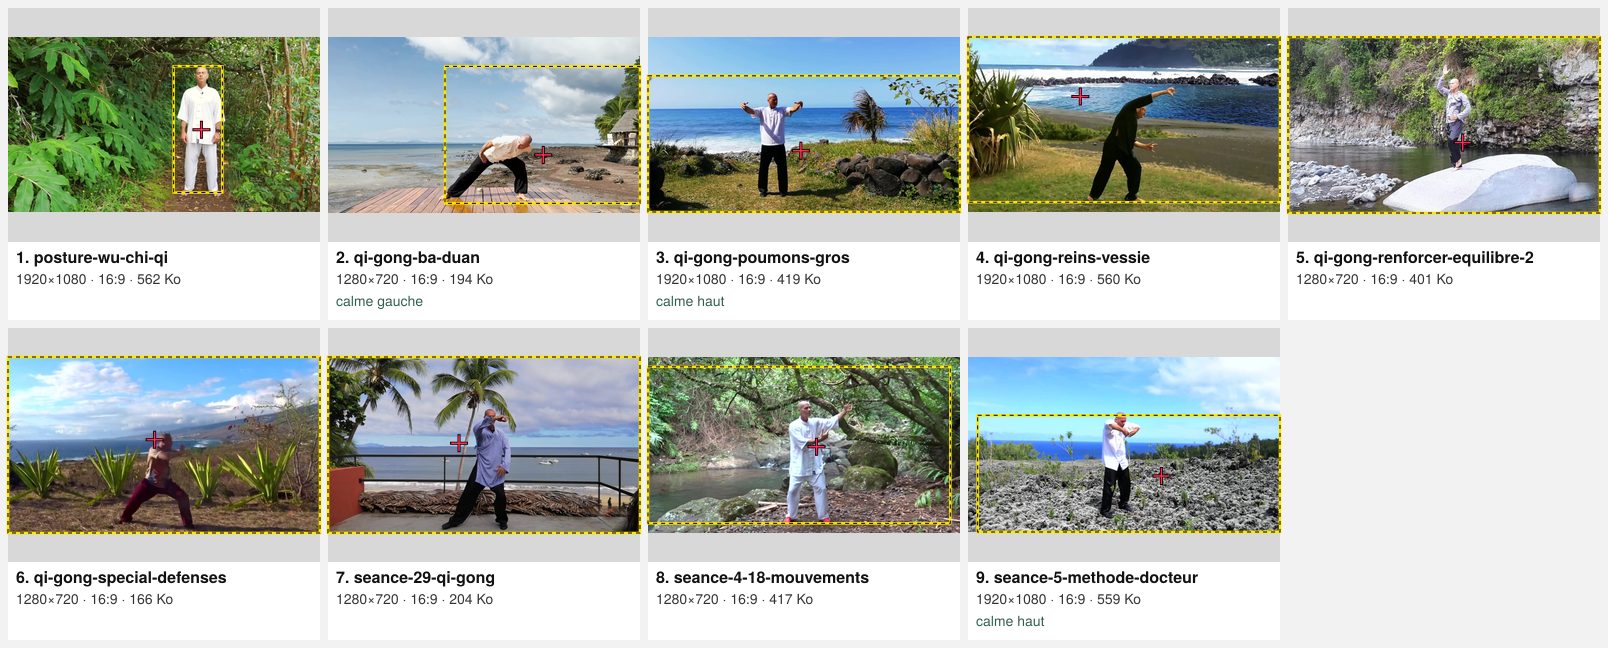 1. posture-wu-chi-qi
1920×1080 · 16:9 · 562 Ko
2. qi-gong-ba-duan
1280×720 · 16:9 · 194 Ko
calme gauche
3. qi-gong-poumons-gros
1920×1080 · 16:9 · 419 Ko
calme haut
4. qi-gong-reins-vessie
1920×1080 · 16:9 · 560 Ko
5. qi-gong-renforcer-equilibre-2
1280×720 · 16:9 · 401 Ko
6. qi-gong-special-defenses
1280×720 · 16:9 · 166 Ko
7. seance-29-qi-gong
1280×720 · 16:9 · 204 Ko
8. seance-4-18-mouvements
1280×720 · 16:9 · 417 Ko
9. seance-5-methode-docteur
1920×1080 · 16:9 · 559 Ko
calme haut